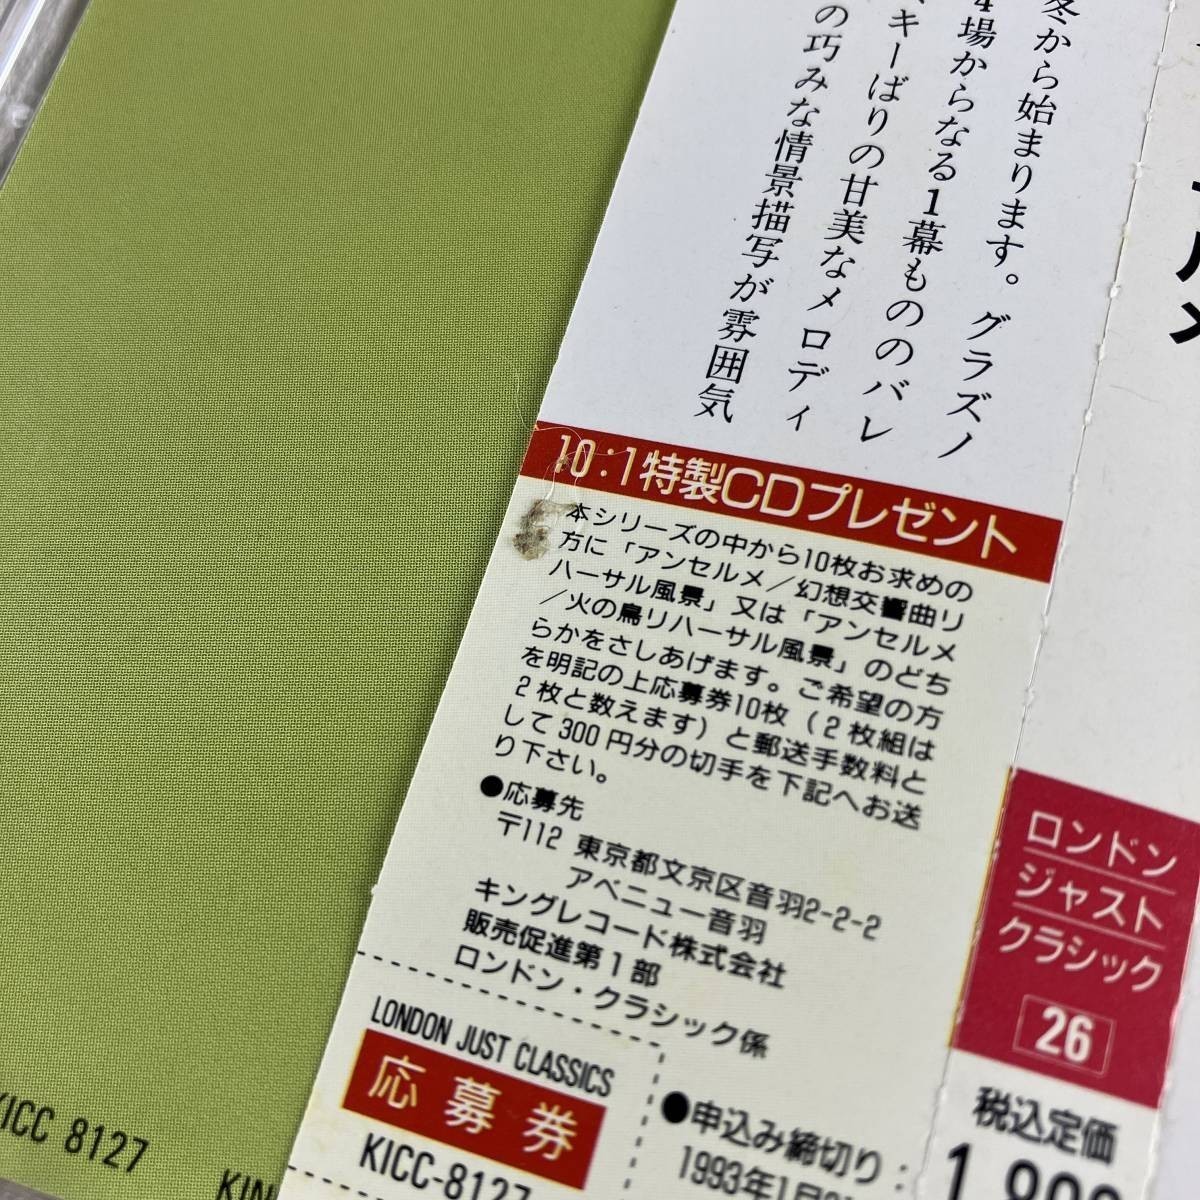 冬から始まります。グラズノ
4場からなる1幕もののバレ
キーばりの甘美なメロディ
の巧みな情景描写が雰囲気
10:1特製CDプレゼント
本シリーズの中から10枚お求めの
方に「アンセルメ/幻想交響曲リ
ハーサル風景」又は「アンセルメ
/火の鳥リハーサル風景」のどち
らかをさしあげます。ご希望の方
を明記の上応募券10枚(2枚組は
2枚と数えます)と郵送手数料と
して300円分の切手を下記へお送
り下さい。
●応募先
〒112 東京都文京区音羽2-2-2
アベニュー音羽
キングレコード株式会社
販売促進第1部
ロンドン・クラシック係
LONDON JUST CLASSICS
応募券
KICC-8127
●申込み締切り:
1993年1月
ロンドン
ジャスト
クラシック
26
税込定価
KICC 8127
KIN